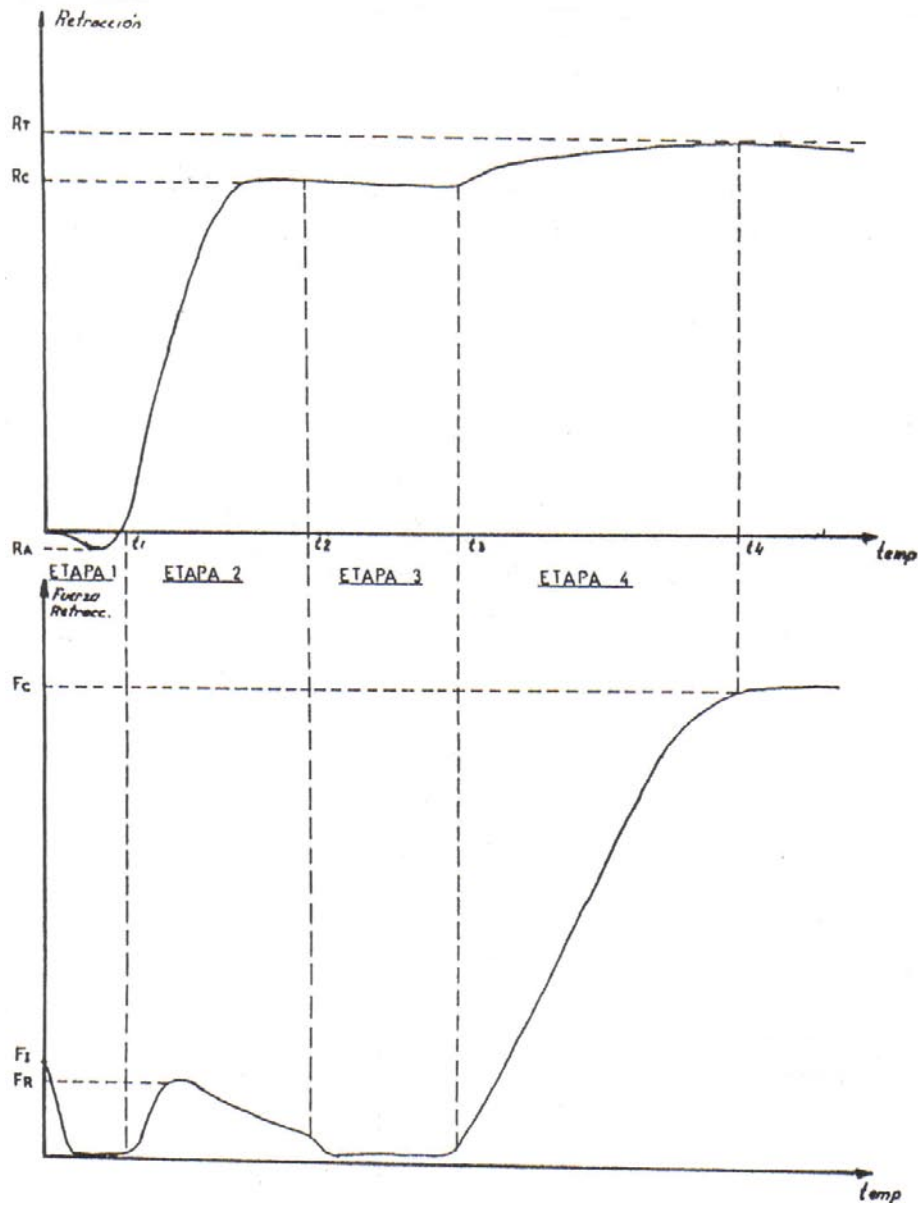 Retracción
RT
RC
RA
t1
t2
t3
t4
temp
ETAPA 1
ETAPA 2
ETAPA 3
ETAPA 4
Fuerza
Retracc.
FC
FI
FR
temp